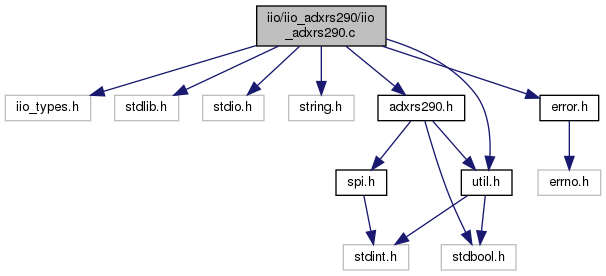 iio/iio_adxrs290/iio
_adxrs290.c
iio_types.h
stdlib.h
stdio.h
string.h
adxrs290.h
error.h
spi.h
util.h
errno.h
stdint.h
stdbool.h